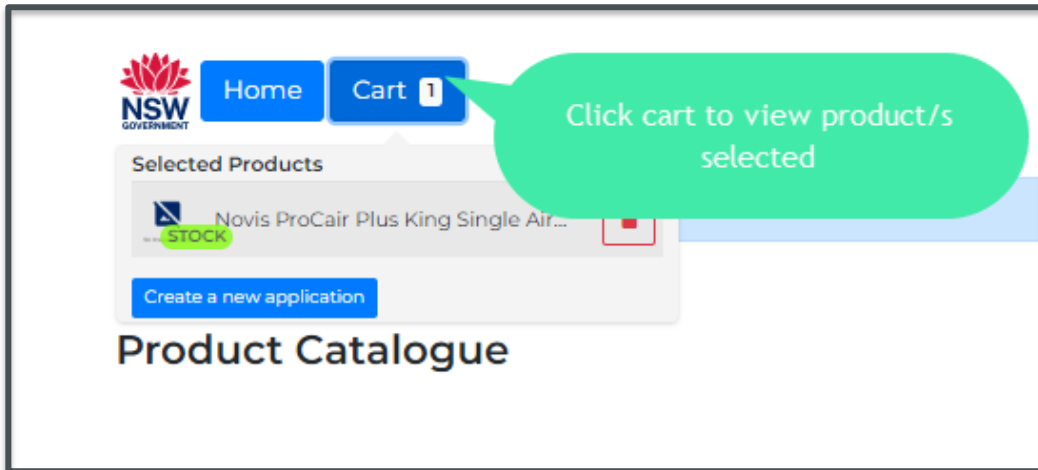 NSW
GOVERNMENT
Home
Cart 1
Click cart to view product/s
selected
Selected Products
Novis ProCair Plus King Single Air...
STOCK
Create a new application
Product Catalogue